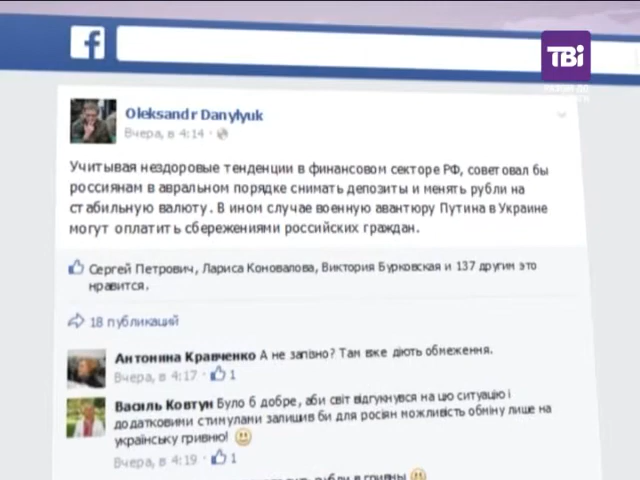 f
ТВі
Oleksandr Danylyuk
Вчера, в 4:14
Учитывая нездоровые тенденции в финансовом секторе РФ, советовал бы
россиянам в авральном порядке снимать депозиты и менять рубли на
стабильную валюту. В ином случае военную авантюру Путина в Украине
могут оплатить сбережениями российских граждан.
Сергей Петрович, Лариса Коновалова, Виктория Бурковская и 137 другим это
нравится.
18 публикаций
Антонина Кравченко А не запізно? Там вже діють обмеження.
Вчера, в 4:17 · 1
Василь Ковтун Було б добре, аби світ відгукнувся на цю ситуацію і
додатковими стимулами залишив би для росіян можливість обміну лише на
українську гривню!
Вчера, в 4:19 · 1